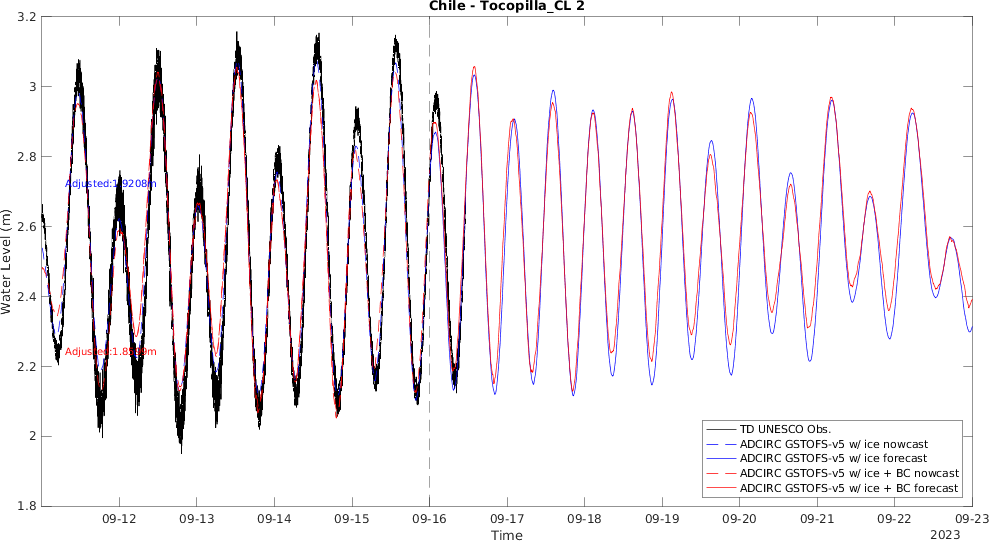 Chile - Tocopilla_CL 2
3.2
3
2.8
2.6
2.4
2.2
2
1.8
Water Level (m)
Adjusted:1.9208m
09-12
09-13
09-14
09-15
09-16
09-17
09-18
09-19
09-20
09-21
09-22
09-23
Time
2023
TD UNESCO Obs.
ADCIRC GSTOFS-v5 w/ ice nowcast
ADCIRC GSTOFS-v5 w/ ice forecast
ADCIRC GSTOFS-v5 w/ ice + BC nowcast
ADCIRC GSTOFS-v5 w/ ice + BC forecast